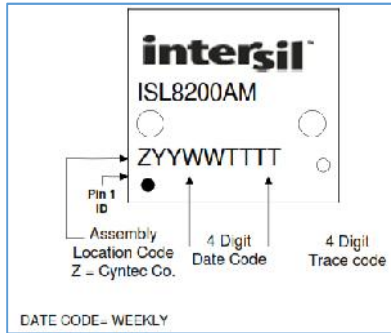 intersil™
ISL8200AM
ZYYWWTTTT
Pin 1
ID
Assembly
Location Code
Z = Cyntec Co.
4 Digit
Date Code
4 Digit
Trace code
DATE CODE= WEEKLY